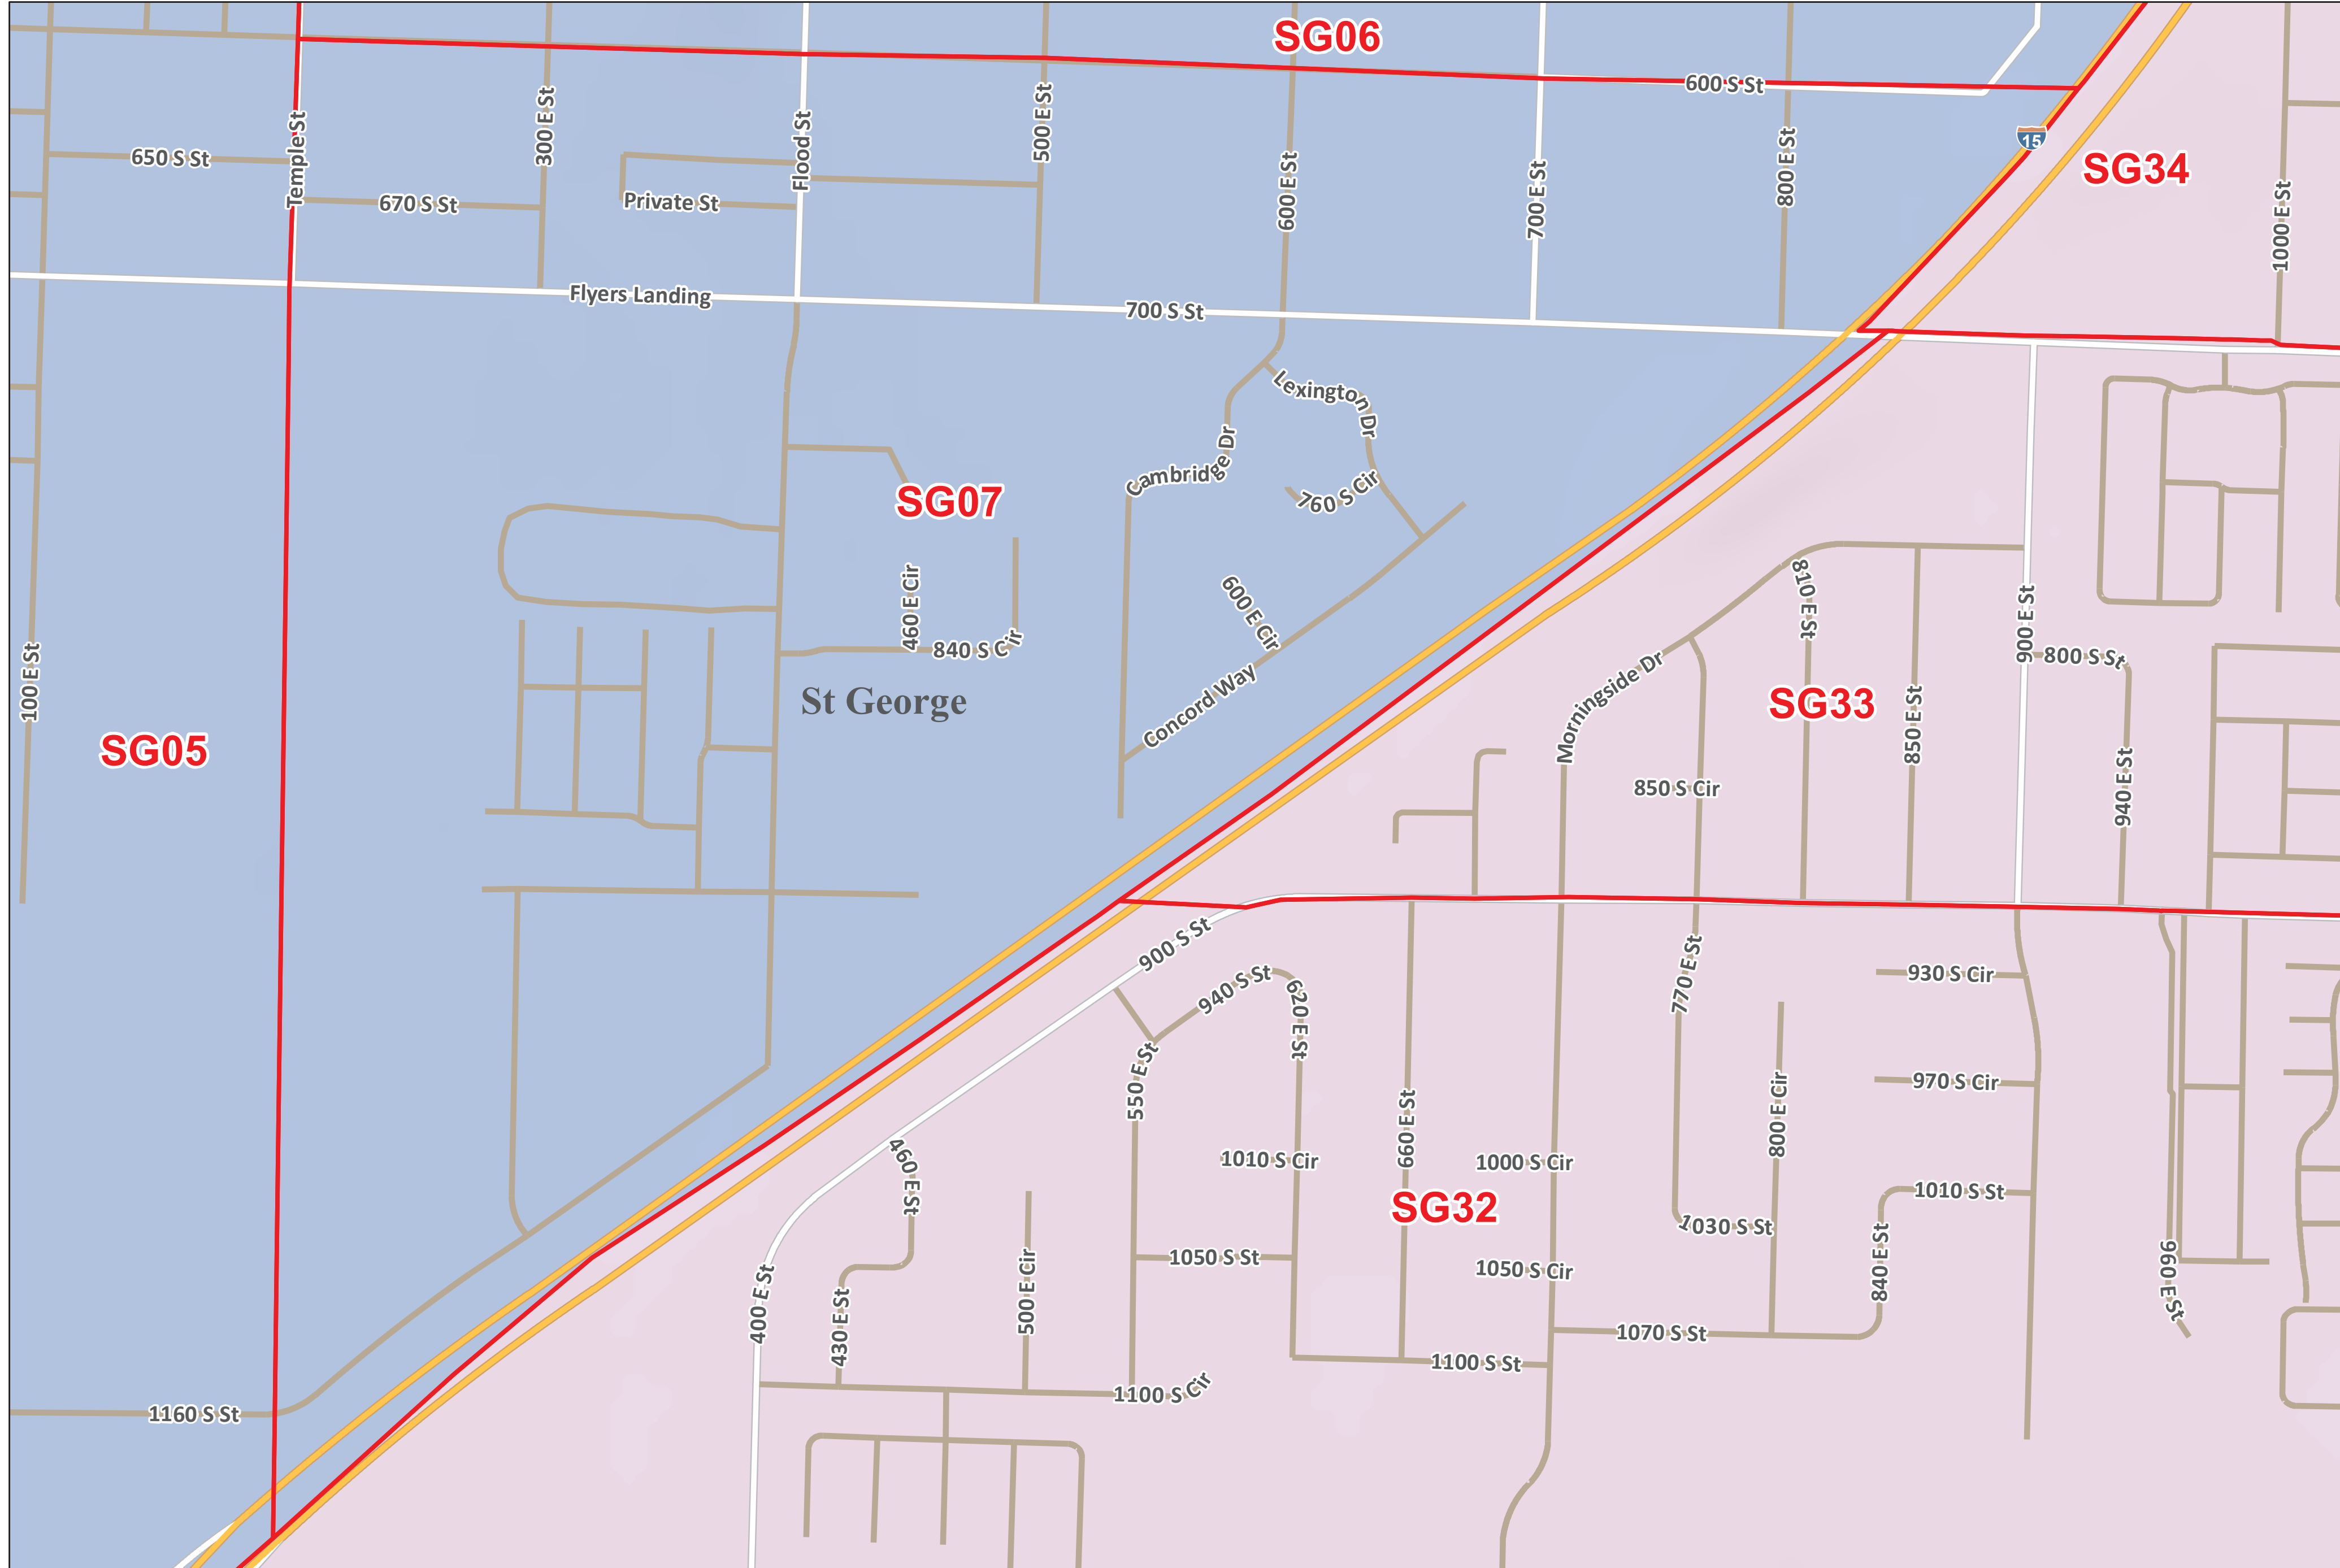 SG06
600 S St
Temple St
300 E St
Flood St
500 E St
600 E St
700 E St
800 E St
15
SG34
1000 E St
650 S St
670 S St
Private St
Flyers Landing
700 S St
Lexington Dr
Cambridge Dr
760 S Cir
SG07
460 E Cir
840 S Cir
600 E Cir
810 E St
900 E St
800 S St
100 E St
SG05
St George
Concord Way
Morningside Dr
SG33
850 E St
850 S Cir
940 E St
900 S St
940 S St
620 E St
770 E St
930 S Cir
550 E St
660 E St
800 E Cir
970 S Cir
460 E St
1010 S Cir
1000 S Cir
SG32
1010 S St
1030 S St
400 E St
430 E St
500 E Cir
1050 S St
1050 S Cir
840 E St
960 E St
1070 S St
1100 S St
1100 S Cir
1160 S St